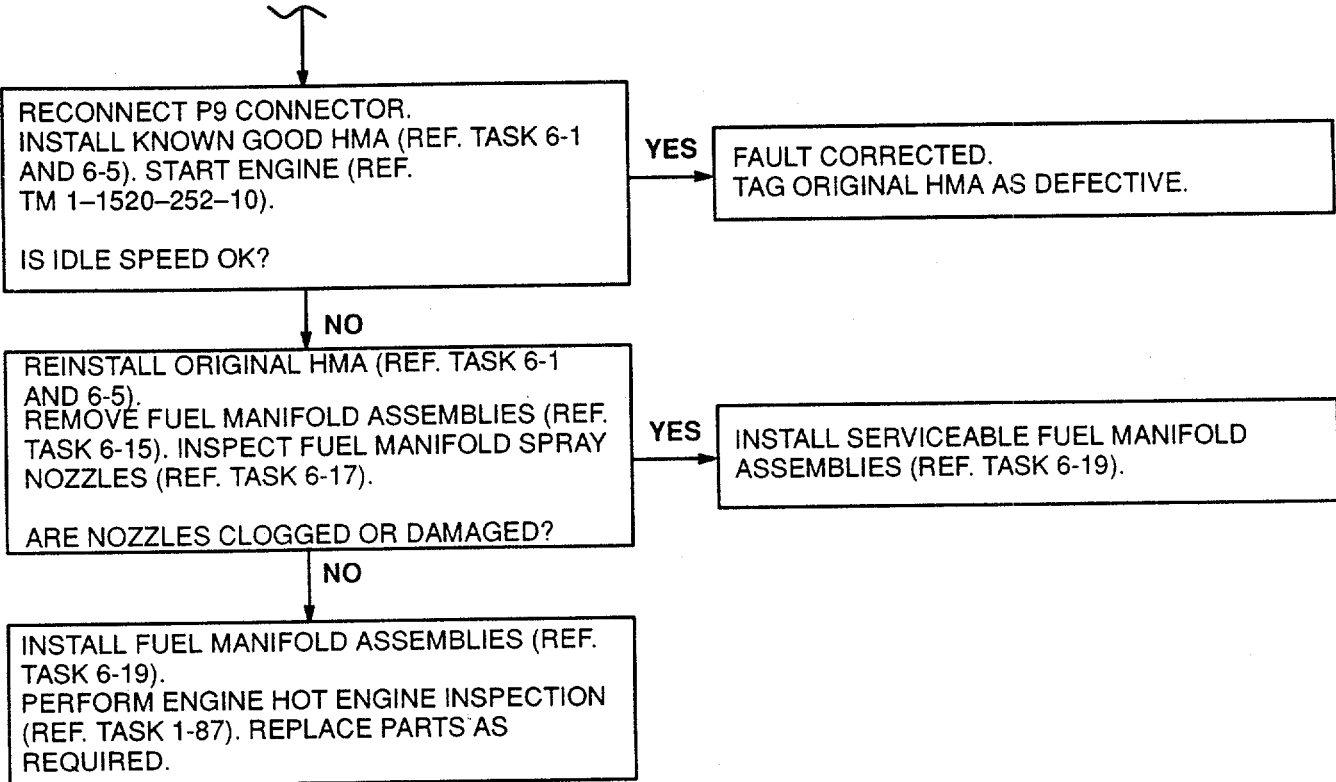 RECONNECT P9 CONNECTOR.
INSTALL KNOWN GOOD HMA (REF. TASK 6-1
AND 6-5). START ENGINE (REF.
TM 1–1520–252–10).
IS IDLE SPEED OK?
YES
FAULT CORRECTED.
TAG ORIGINAL HMA AS DEFECTIVE.
NO
REINSTALL ORIGINAL HMA (REF. TASK 6-1
AND 6-5).
REMOVE FUEL MANIFOLD ASSEMBLIES (REF.
TASK 6-15). INSPECT FUEL MANIFOLD SPRAY
NOZZLES (REF. TASK 6-17).
ARE NOZZLES CLOGGED OR DAMAGED?
YES
INSTALL SERVICEABLE FUEL MANIFOLD
ASSEMBLIES (REF. TASK 6-19).
NO
INSTALL FUEL MANIFOLD ASSEMBLIES (REF.
TASK 6-19).
PERFORM ENGINE HOT ENGINE INSPECTION
(REF. TASK 1-87). REPLACE PARTS AS
REQUIRED.